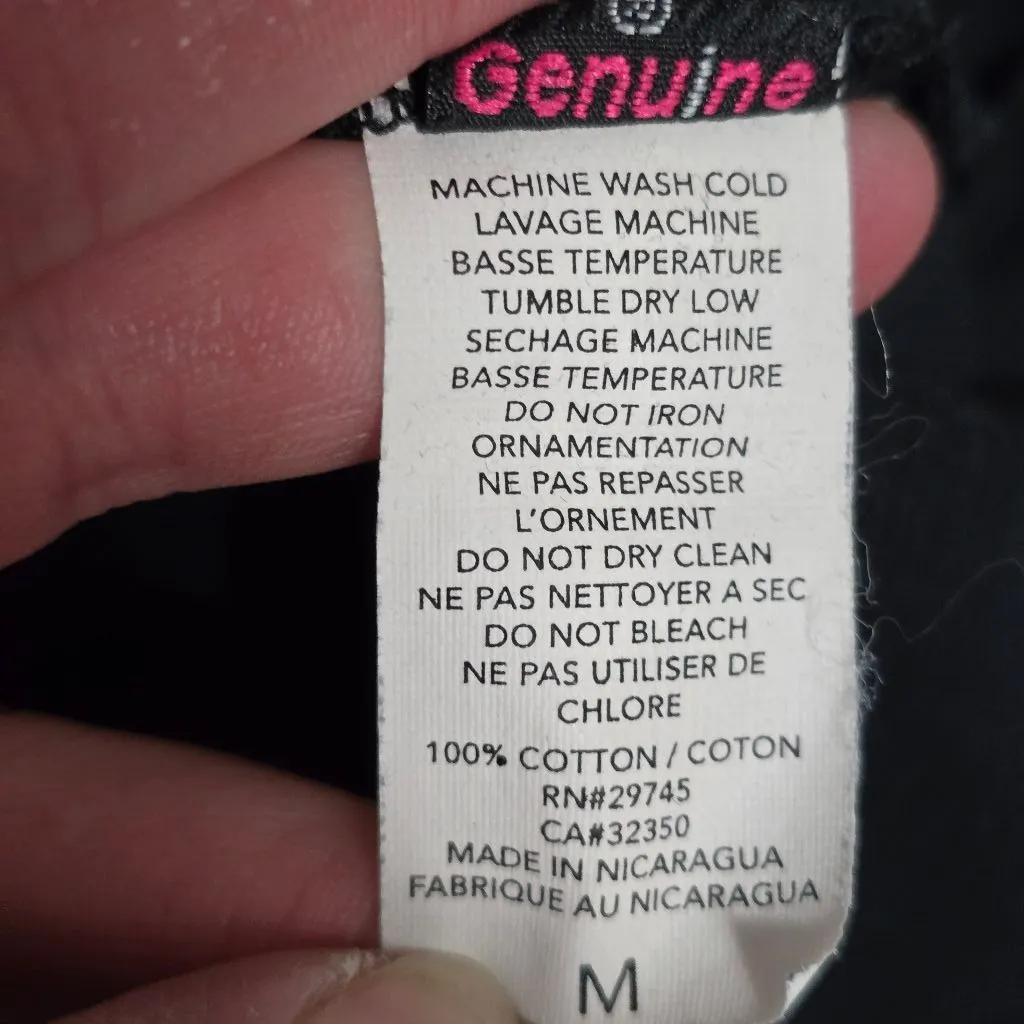 Genuine
MACHINE WASH COLD
LAVAGE MACHINE
BASSE TEMPERATURE
TUMBLE DRY LOW
SECHAGE MACHINE
BASSE TEMPERATURE
DO NOT IRON
ORNAMENTATION
NE PAS REPASSER
L'ORNEMENT
DO NOT DRY CLEAN
NE PAS NETTOYER A SEC
DO NOT BLEACH
NE PAS UTILISER DE
CHLORE
100% COTTON / COTON
RN#29745
CA#32350
MADE IN NICARAGUA
FABRIQUE AU NICARAGUA
M